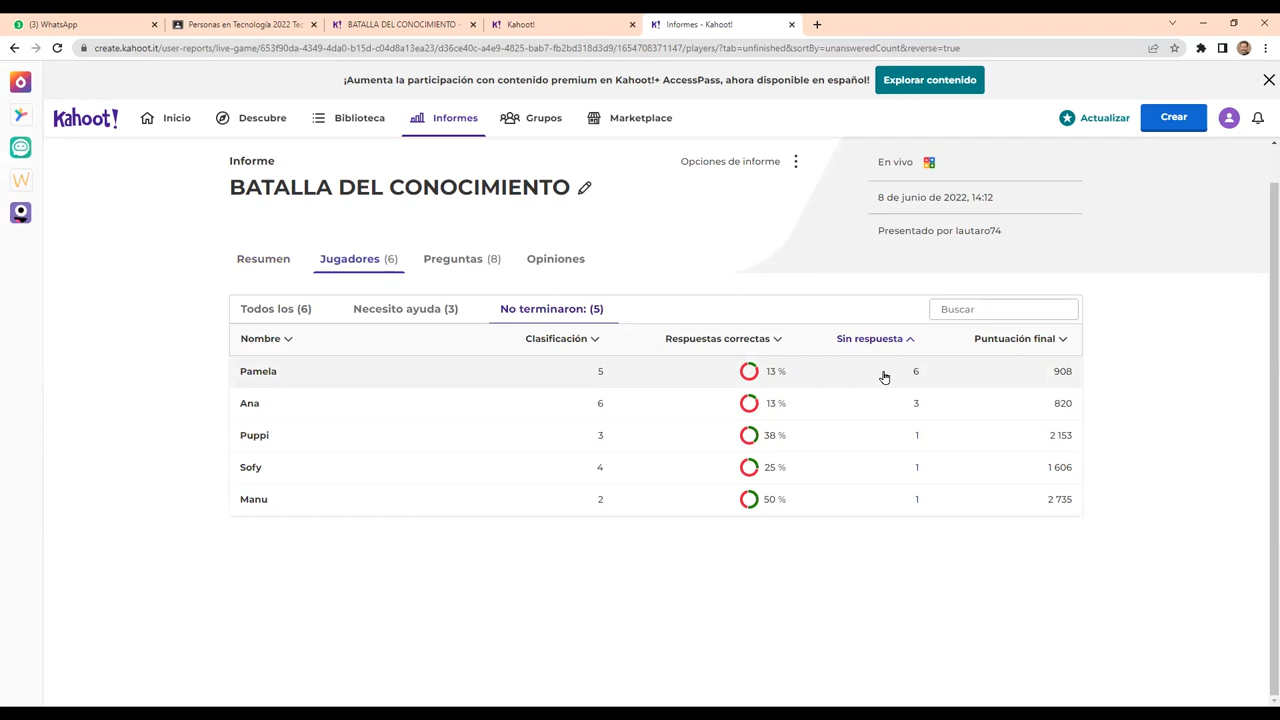 (3) WhatsApp
Personas en Tecnología 2022 Tec
BATALLA DEL CONOCIMIENTO -
Kahoot!
Informes - Kahoot!
create.kahoot.it/user-reports/live-game/653f90da-4349-4da0-b15d-c04d8a13ea23/d36ce40c-a4e9-4825-bab7-fb2bd318d3d9/1654708371147/players/?tab=unfinished&sortBy=unansweredCount&reverse=true
¡Aumenta la participación con contenido premium en Kahoot!+ AccessPass, ahora disponible en español!
Explorar contenido
Kahoot!
Inicio
Descubre
Biblioteca
Informes
Grupos
Marketplace
Actualizar
Crear
Informe
Opciones de informe
En vivo
BATALLA DEL CONOCIMIENTO
8 de junio de 2022, 14:12
Presentado por lautaro74
Resumen
Jugadores (6)
Preguntas (8)
Opiniones
Todos los (6)
Necesito ayuda (3)
No terminaron: (5)
Buscar
Nombre Clasificación Respuestas correctas Sin respuesta Puntuación final
Pamela 5 13 % 6 908
Ana 6 13 % 3 820
Puppi 3 38 % 1 2 153
Sofy 4 25 % 1 1 606
Manu 2 50 % 1 2 735